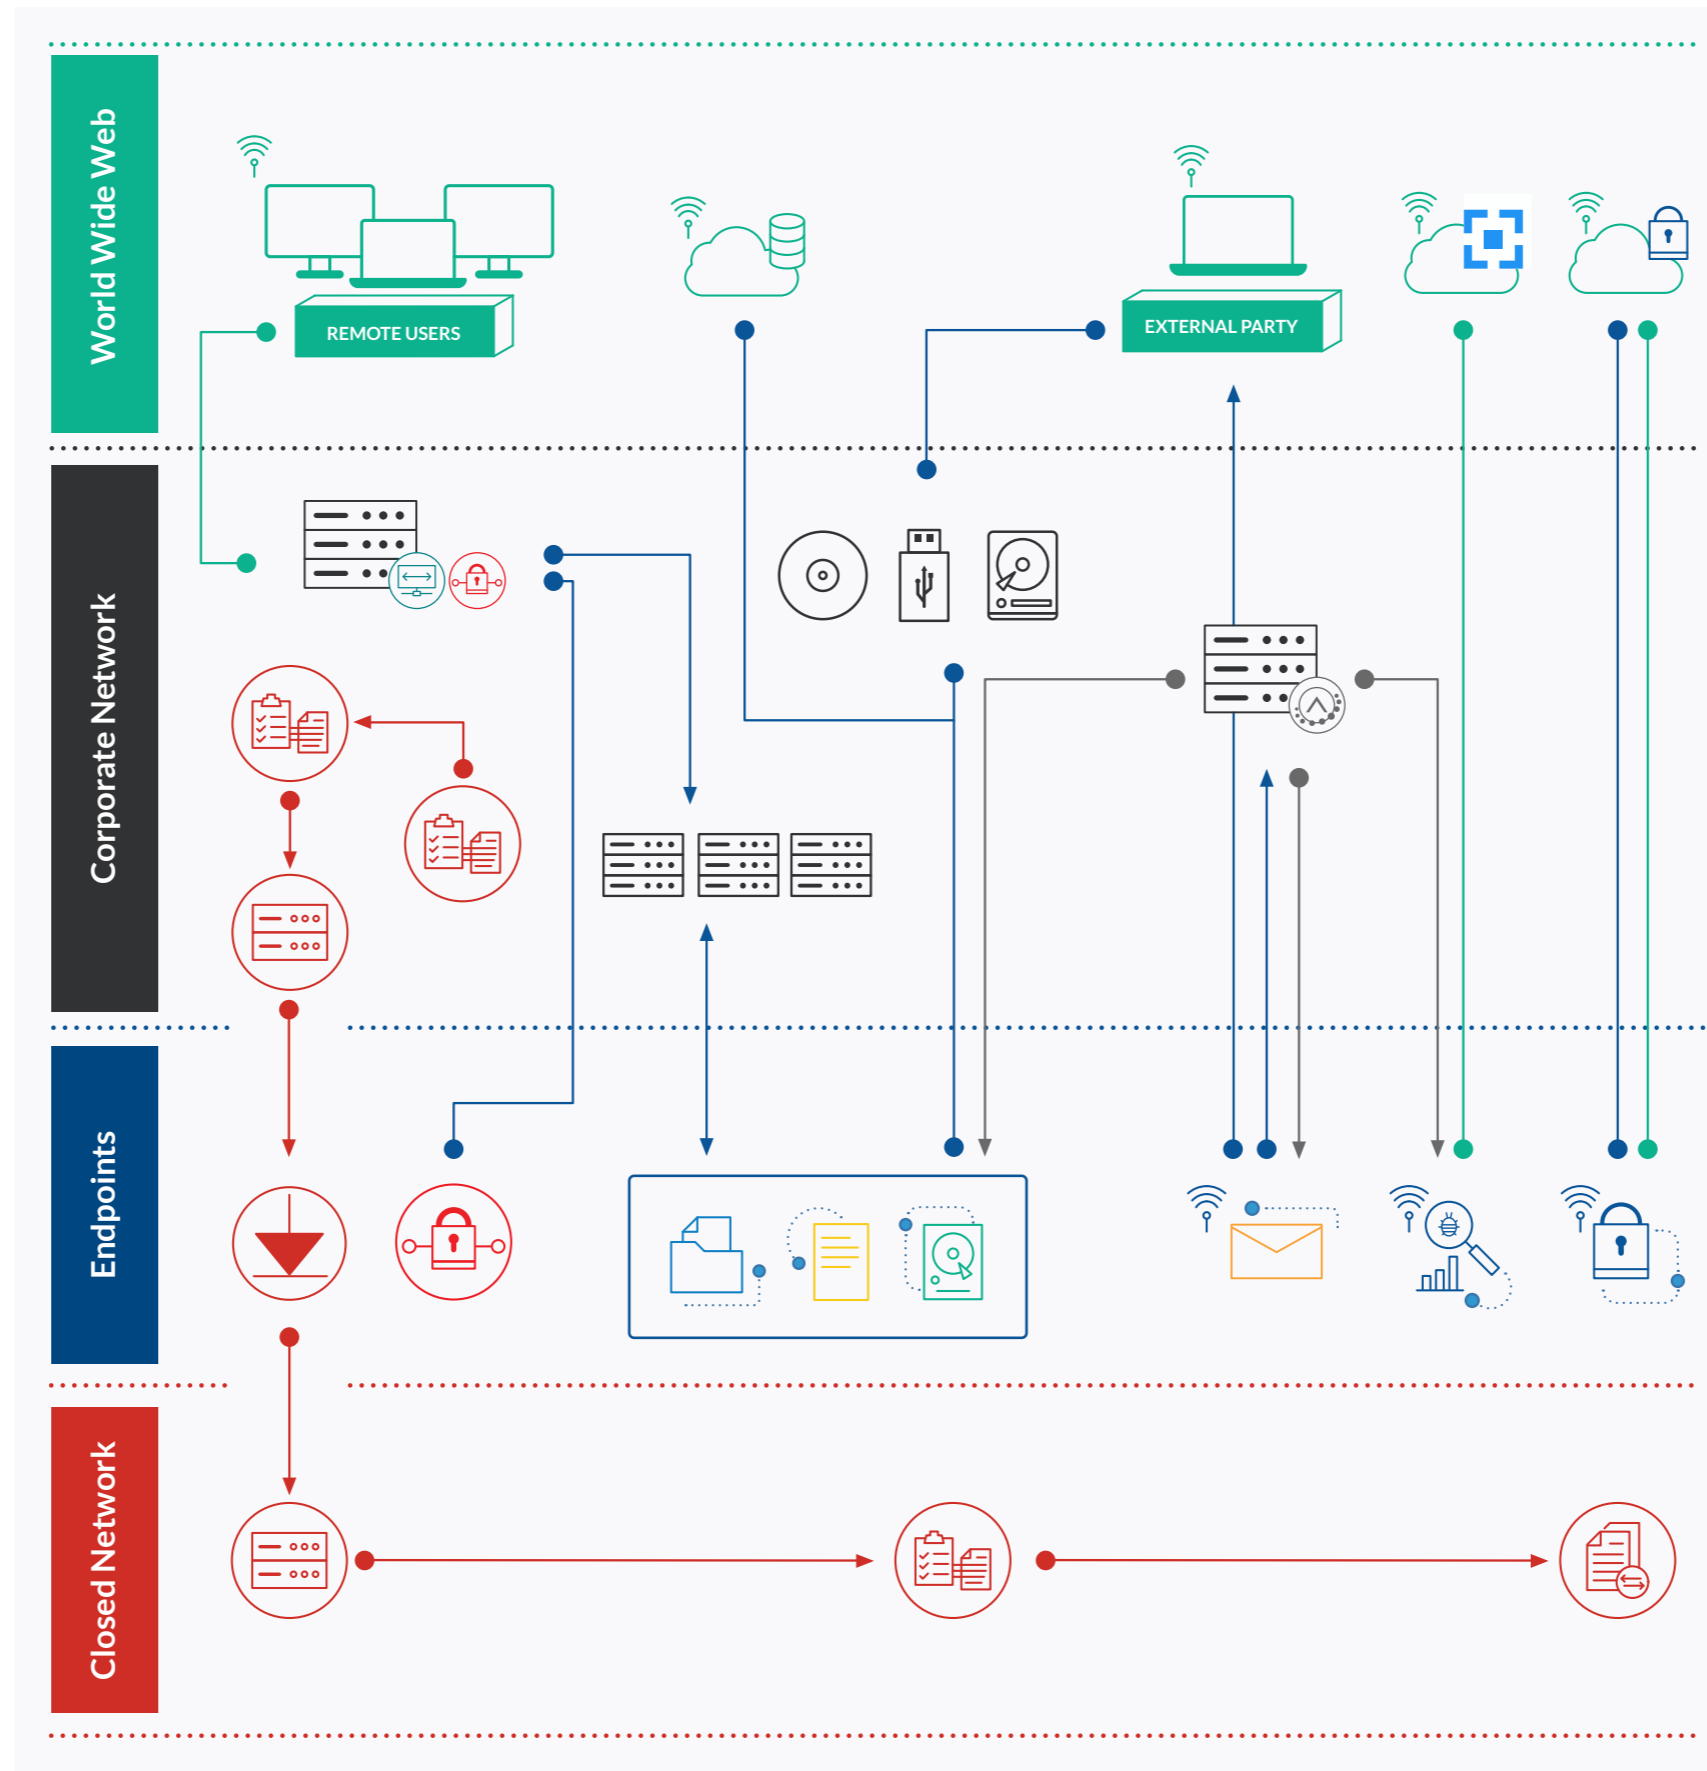 World Wide Web
REMOTE USERS
EXTERNAL PARTY
Corporate Network
Endpoints
Closed Network